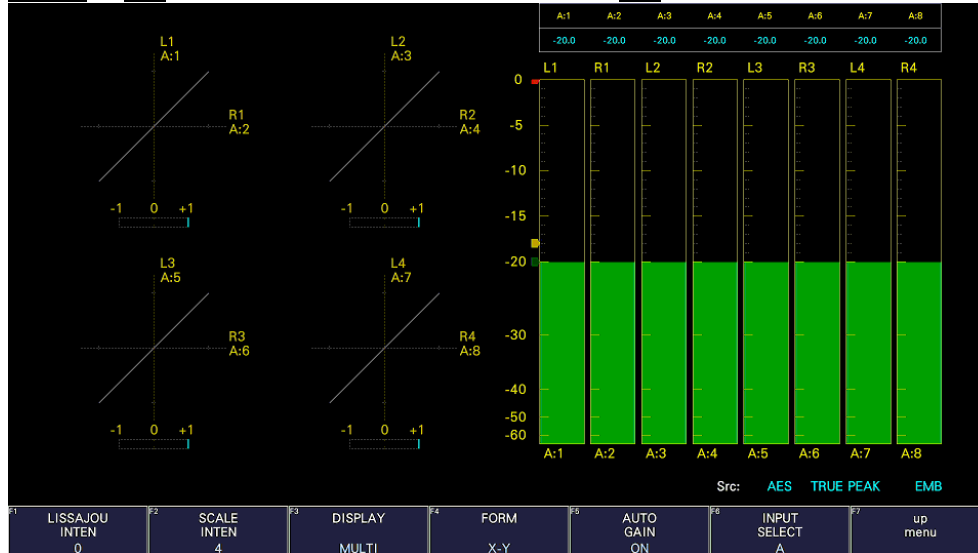 L1
A:1
R1
A:2
-1 0 +1
L2
A:3
R2
A:4
-1 0 +1
L3
A:5
R3
A:6
-1 0 +1
L4
A:7
R4
A:8
-1 0 +1
A:1 A:2 A:3 A:4 A:5 A:6 A:7 A:8
-20.0 -20.0 -20.0 -20.0 -20.0 -20.0 -20.0 -20.0
L1 R1 L2 R2 L3 R3 L4 R4
0
-5
-10
-15
-20
-30
-40
-50
-60
A:1 A:2 A:3 A:4 A:5 A:6 A:7 A:8
Src: AES TRUE PEAK EMB
F1 LISSAJOU
INTEN
0
F2 SCALE
INTEN
4
F3 DISPLAY
MULTI
F4 FORM
X-Y
F5 AUTO
GAIN
ON
F6 INPUT
SELECT
A
F7 up
menu